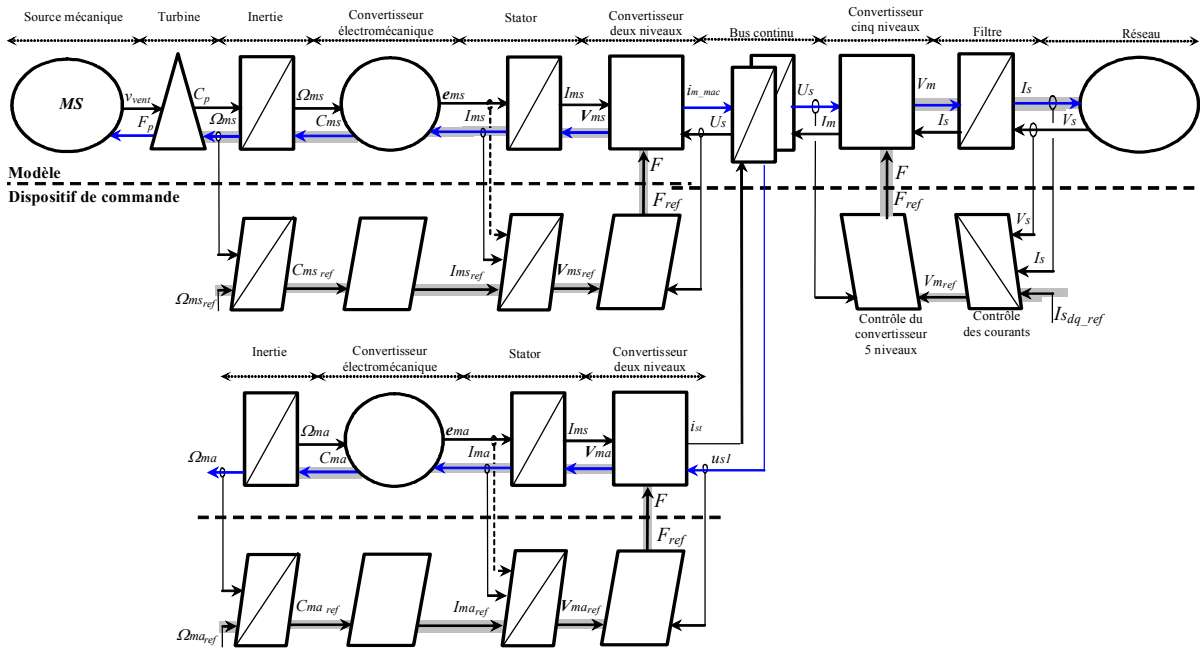 Source mécanique
Turbine
Inertie
Convertisseur
électromécanique
Stator
Convertisseur
deux niveaux
Bus continu
Convertisseur
cinq niveaux
Filtre
Réseau
MS
v_vent
F_p
C_p
Ωms
Ωms
Cms
ems
Ims
Ims
Vms
i_m_mac
Us
Us
Im
Vm
Is
Is
Vs
Modèle
Dispositif de commande
F
F_ref
F
F_ref
Vs
Is
Ωms_ref
Cms_ref
Ims_ref
Vms_ref
Vm_ref
Is_dq_ref
Contrôle du
convertisseur
5 niveaux
Contrôle
des courants
Inertie
Convertisseur
électromécanique
Stator
Convertisseur
deux niveaux
Ωma
Ωma
Cma
ema
Ima
Ims
Vma
i_st
us1
F
F_ref
Ωma_ref
Cma_ref
Ima_ref
Vma_ref